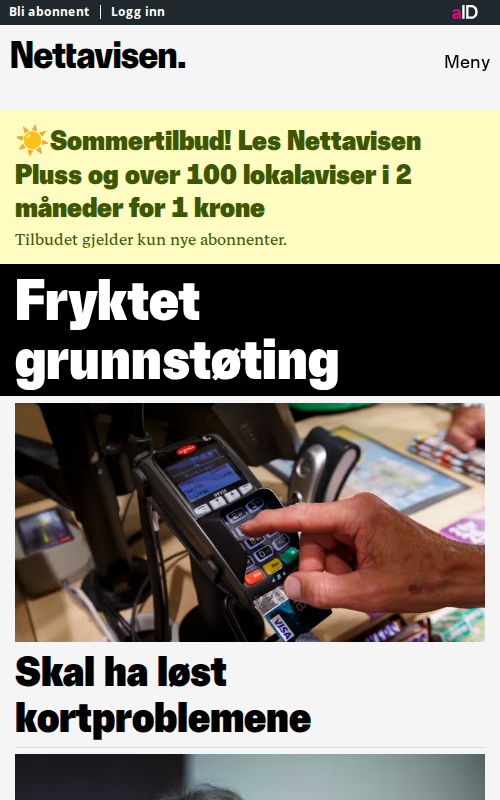 Bli abonnent
Logg inn
aID
Nettavisen.
Meny
☀️Sommertilbud! Les Nettavisen
Pluss og over 100 lokalaviser i 2
måneder for 1 krone
Tilbudet gjelder kun nye abonnenter.
Fryktet
grunnstøting
VISA
Skal ha løst
kortproblemene